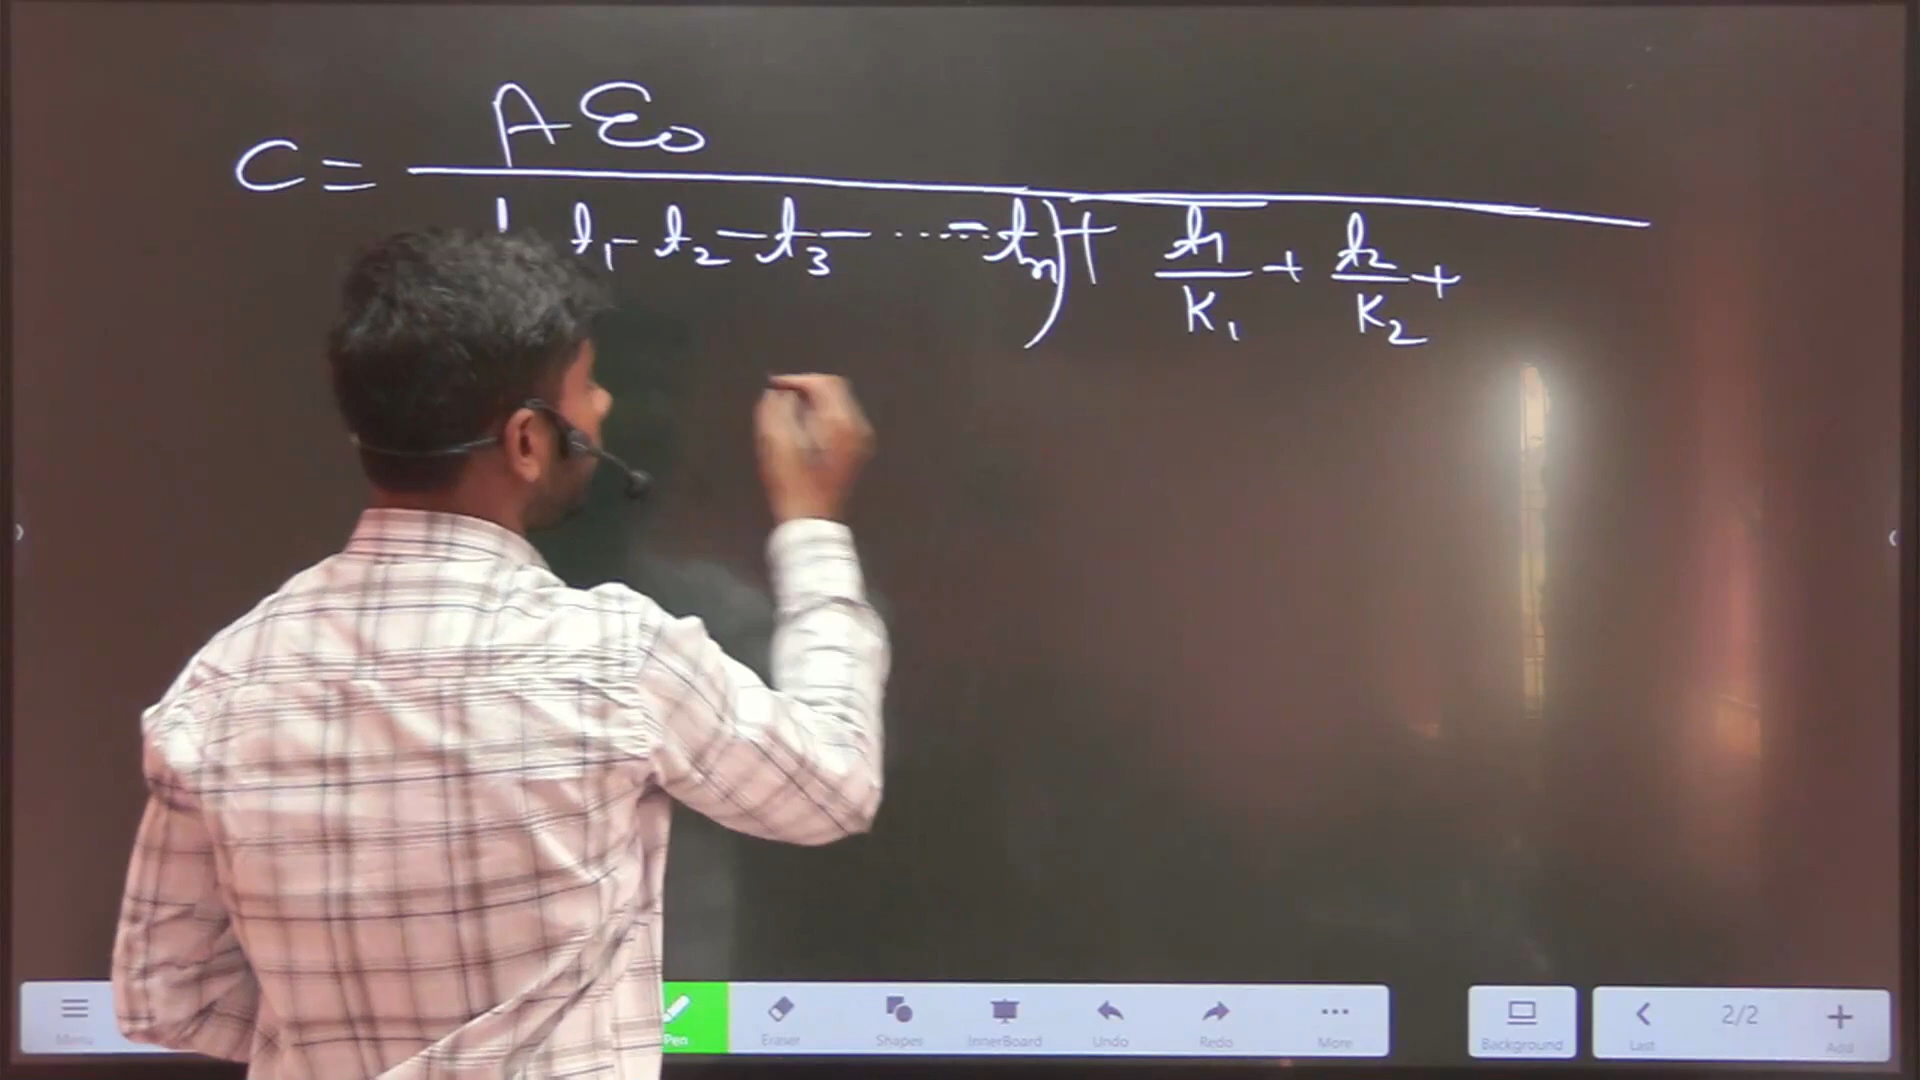 A ε₀
C =
t₁ - t₂ - t₃ - ...... - tₙ) + t₁/K₁ + t₂/K₂ +
Menu Pen Eraser Shapes InnerBoard Undo Redo More Background Last 2/2 Add